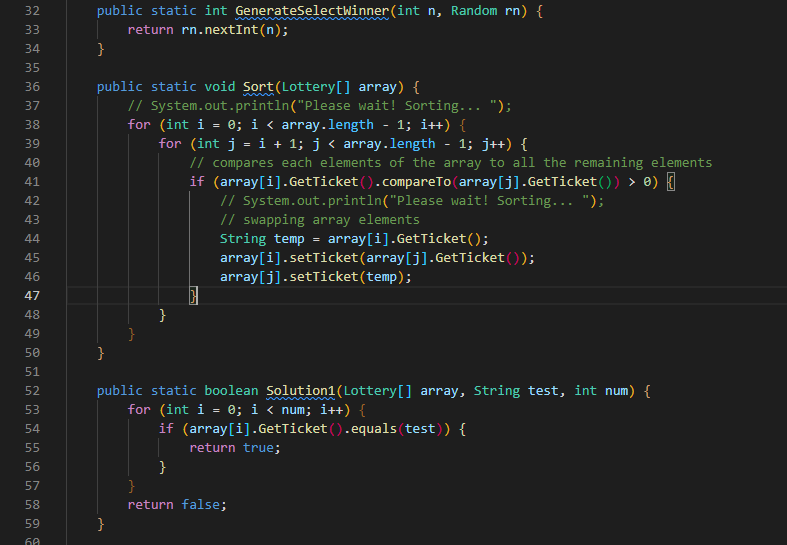 32 public static int GenerateSelectWinner(int n, Random rn) {
33 return rn.nextInt(n);
34 }
35
36 public static void Sort(Lottery[] array) {
37 // System.out.println("Please wait! Sorting... ");
38 for (int i = 0; i < array.length - 1; i++) {
39 for (int j = i + 1; j < array.length - 1; j++) {
40 // compares each elements of the array to all the remaining elements
41 if (array[i].GetTicket().compareTo(array[j].GetTicket()) > 0) {
42 // System.out.println("Please wait! Sorting... ");
43 // swapping array elements
44 String temp = array[i].GetTicket();
45 array[i].setTicket(array[j].GetTicket());
46 array[j].setTicket(temp);
47 }
48 }
49 }
50 }
51
52 public static boolean Solution1(Lottery[] array, String test, int num) {
53 for (int i = 0; i < num; i++) {
54 if (array[i].GetTicket().equals(test)) {
55 return true;
56 }
57 }
58 return false;
59 }
60